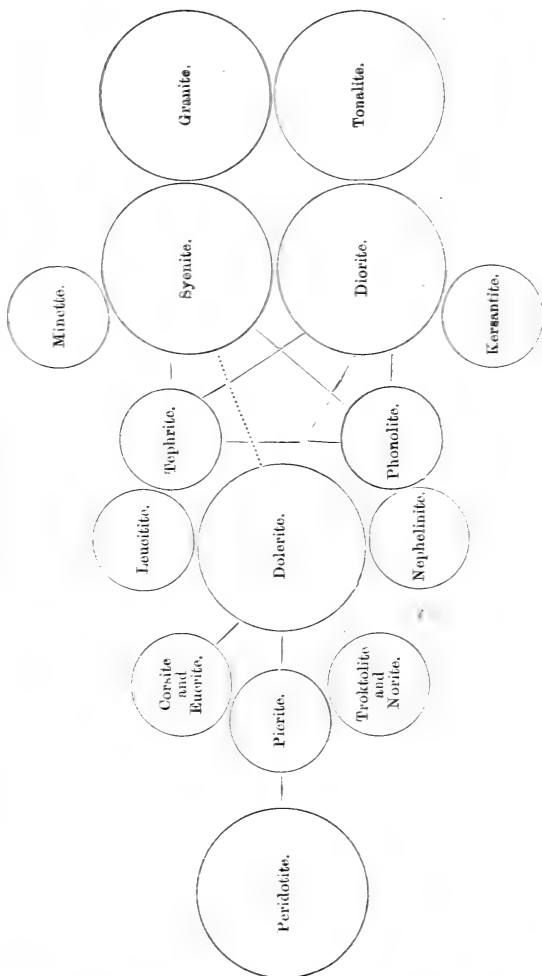 Peridotite.
Troktolite
and
Norite.
Picrite.
Corsite
and
Eucrite.
Nephelinite.
Dolerite.
Leucitite.
Phonolite.
Tephrite.
Kersantite.
Diorite.
Syenite.
Minette.
Tonalite.
Granite.